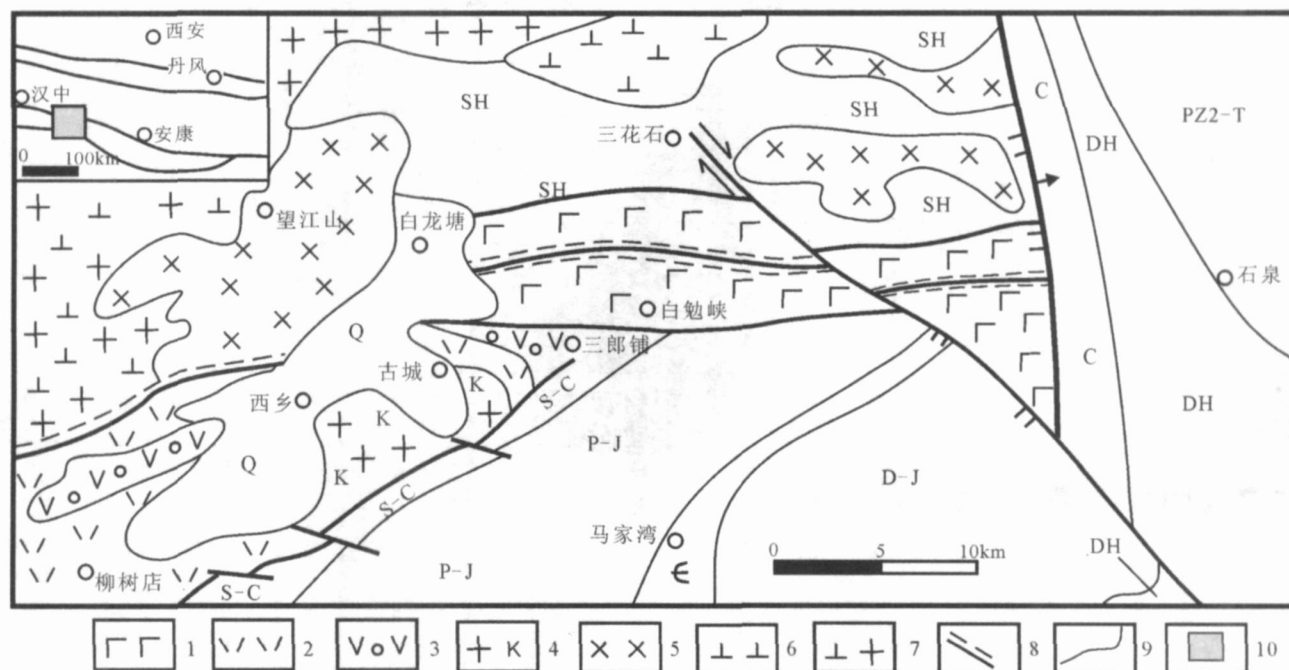 西安
丹凤
汉中
安康
0 100km
SH
SH
C
DH
PZ2-T
三花石
SH
SH
SH
望江山
白龙塘
石泉
白勉峡
Q
三郎铺
古城
K
C
西乡
S-C
DH
K
P-J
Q
K
D-J
S-C
马家湾
0 5 10km
DH
柳树店
P-J
S-C
∈
1 2 3 K 4 5 6 7 8 9 10